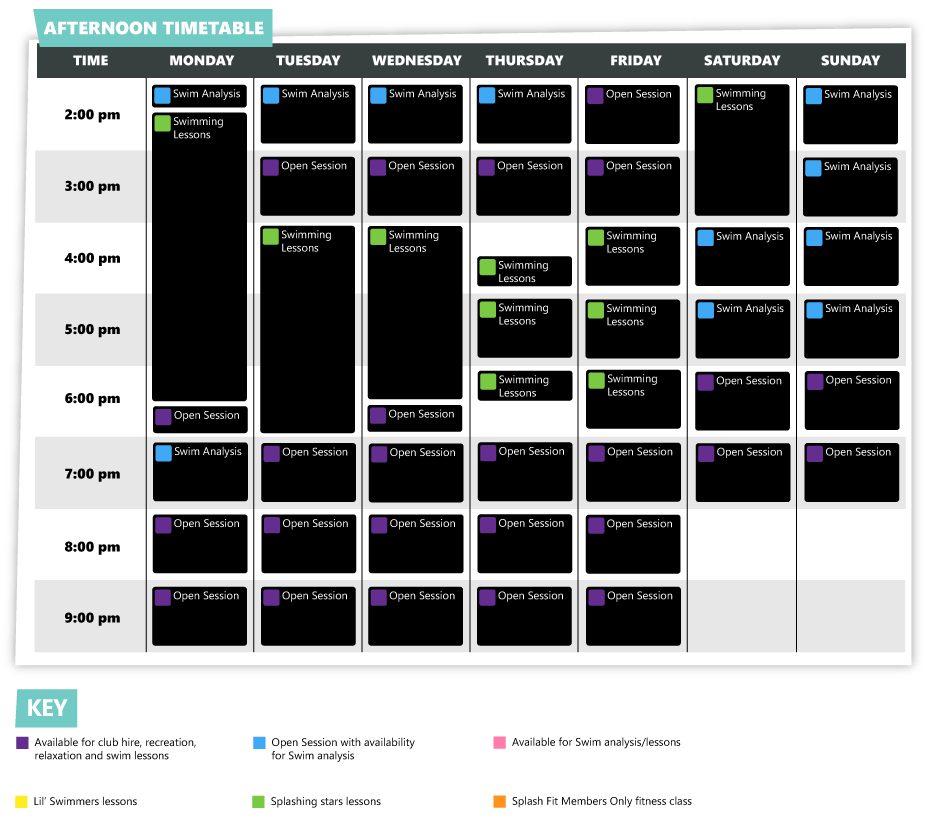 AFTERNOON TIMETABLE
TIME MONDAY TUESDAY WEDNESDAY THURSDAY FRIDAY SATURDAY SUNDAY
2:00 pm
Swim Analysis
Swimming
Lessons
Swim Analysis
Swim Analysis
Swim Analysis
Open Session
Swimming
Lessons
Swim Analysis
3:00 pm
Open Session
Open Session
Open Session
Open Session
Swim Analysis
4:00 pm
Swimming
Lessons
Swimming
Lessons
Swimming
Lessons
Swimming
Lessons
Swim Analysis
Swim Analysis
5:00 pm
Swimming
Lessons
Swimming
Lessons
Swim Analysis
Swim Analysis
6:00 pm
Open Session
Open Session
Swimming
Lessons
Swimming
Lessons
Open Session
Open Session
7:00 pm
Swim Analysis
Open Session
Open Session
Open Session
Open Session
Open Session
Open Session
8:00 pm
Open Session
Open Session
Open Session
Open Session
Open Session
9:00 pm
Open Session
Open Session
Open Session
Open Session
Open Session
KEY
Available for club hire, recreation,
relaxation and swim lessons
Open Session with availability
for Swim analysis
Available for Swim analysis/lessons
Lil' Swimmers lessons
Splashing stars lessons
Splash Fit Members Only fitness class